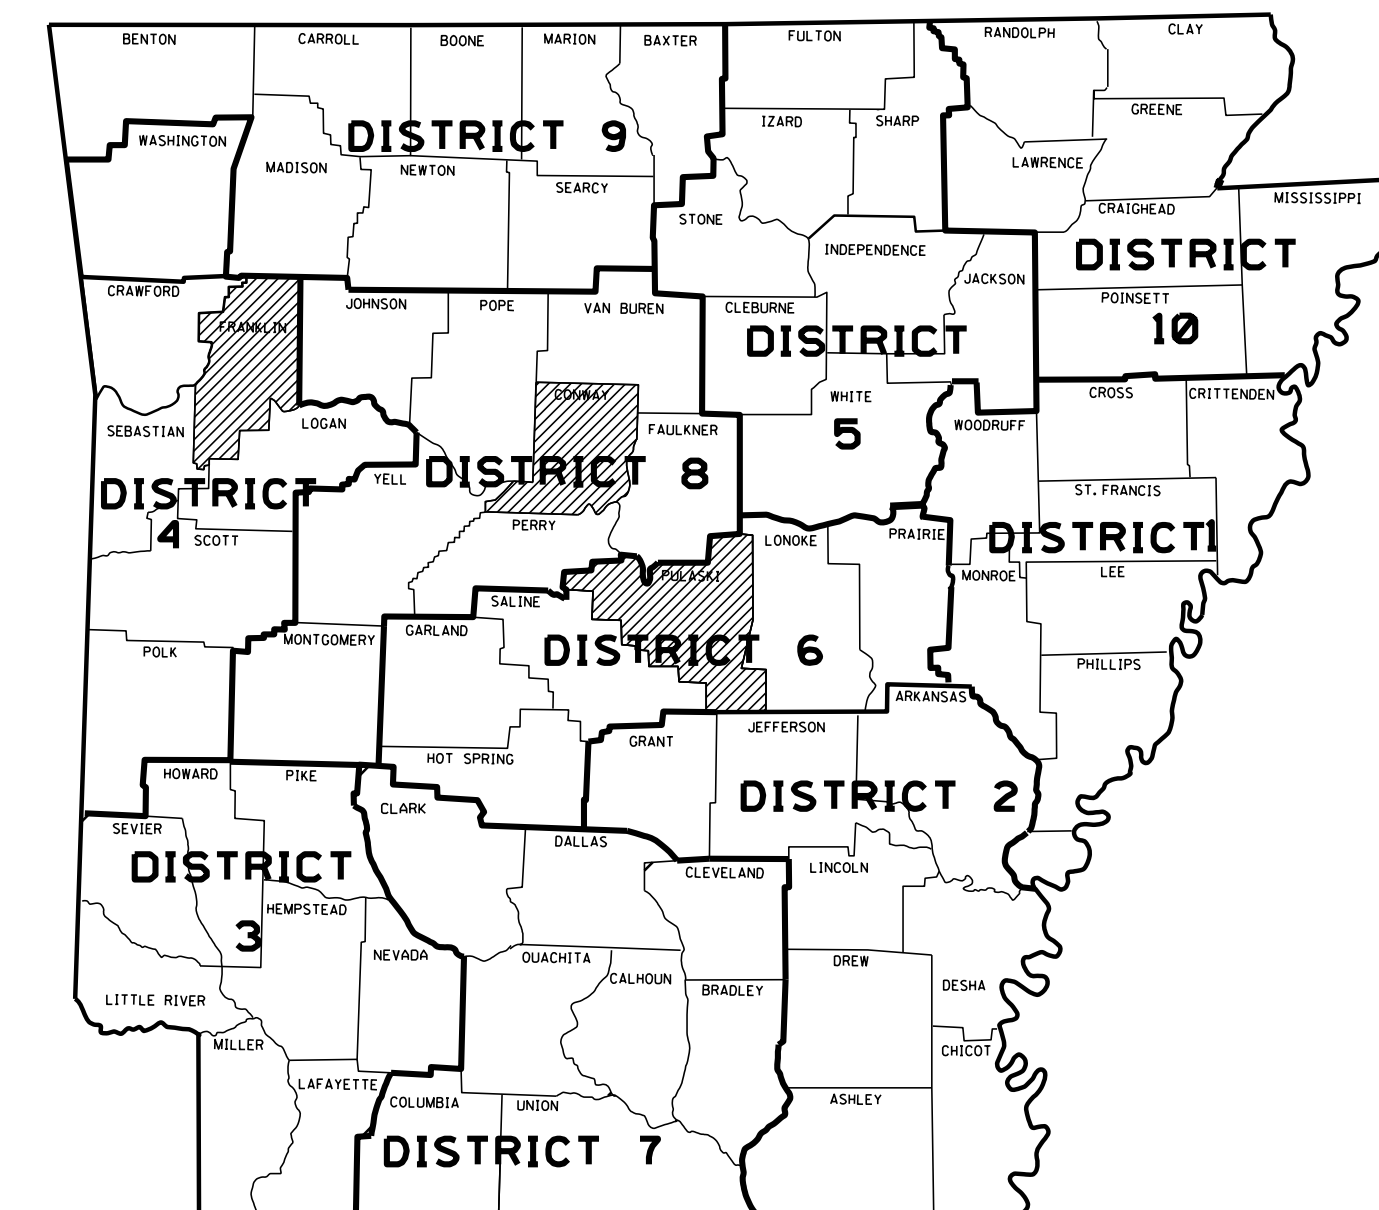 BENTON CARROLL BOONE MARION BAXTER FULTON RANDOLPH CLAY
GREENE
IZARD SHARP
WASHINGTON DISTRICT 9
MADISON NEWTON LAWRENCE
SEARCY
STONE CRAIGHEAD MISSISSIPPI
INDEPENDENCE DISTRICT
JACKSON
CRAWFORD JOHNSON POPE VAN BUREN CLEBURNE POINSETT
FRANKLIN DISTRICT 10
CONWAY WHITE CROSS CRITTENDEN
SEBASTIAN LOGAN FAULKNER 5 WOODRUFF
YELL DISTRICT 8
DISTRICT ST. FRANCIS
4 SCOTT PERRY LONOKE PRAIRIE DISTRICT 1
PULASKI MONROE LEE
SALINE
MONTGOMERY GARLAND
POLK DISTRICT 6 PHILLIPS
ARKANSAS
GRANT JEFFERSON
HOT SPRING
HOWARD PIKE
CLARK DISTRICT 2
SEVIER DALLAS
DISTRICT CLEVELAND LINCOLN
HEMPSTEAD
3
NEVADA OUACHITA DREW
CALHOUN BRADLEY DESHA
LITTLE RIVER
MILLER CHICOT
LAFAYETTE
COLUMBIA UNION ASHLEY
DISTRICT 7